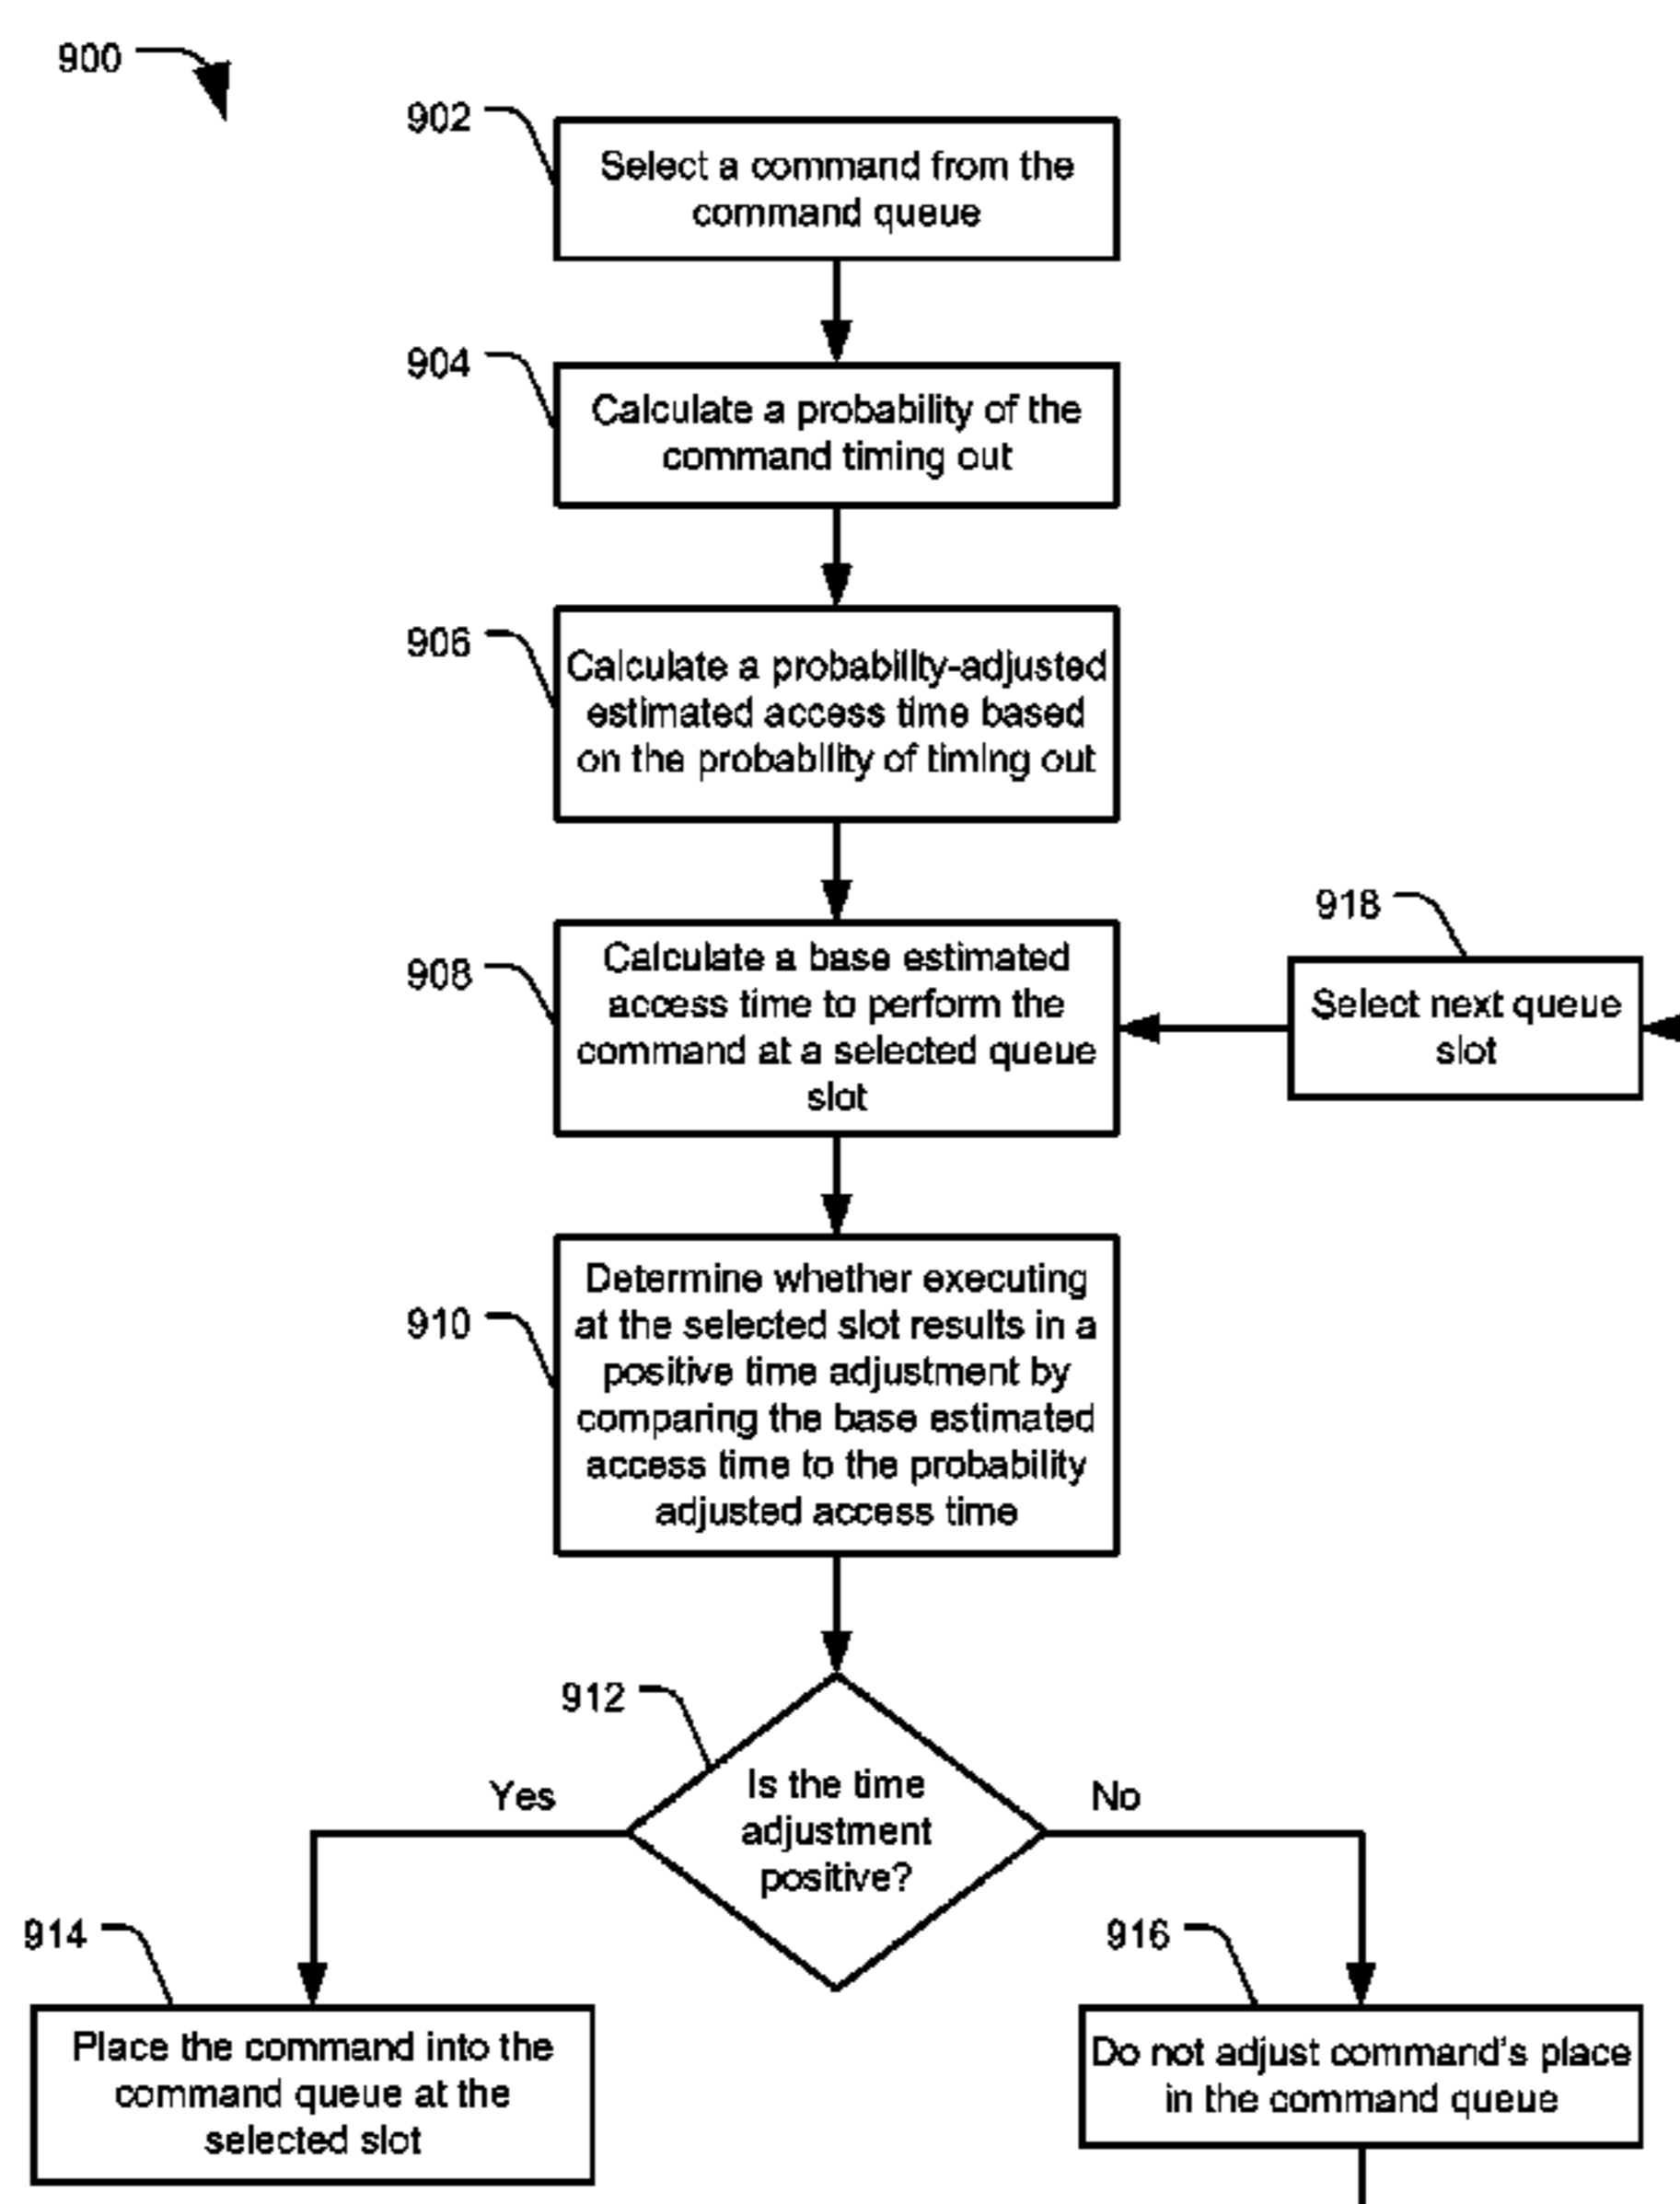 900
902
Select a command from the
command queue
904
Calculate a probability of the
command timing out
906
Calculate a probability-adjusted
estimated access time based
on the probability of timing out
908
Calculate a base estimated
access time to perform the
command at a selected queue
slot
918
Select next queue
slot
910
Determine whether executing
at the selected slot results in a
positive time adjustment by
comparing the base estimated
access time to the probability
adjusted access time
912
Is the time
adjustment
positive?
Yes
No
914
Place the command into the
command queue at the
selected slot
916
Do not adjust command's place
in the command queue